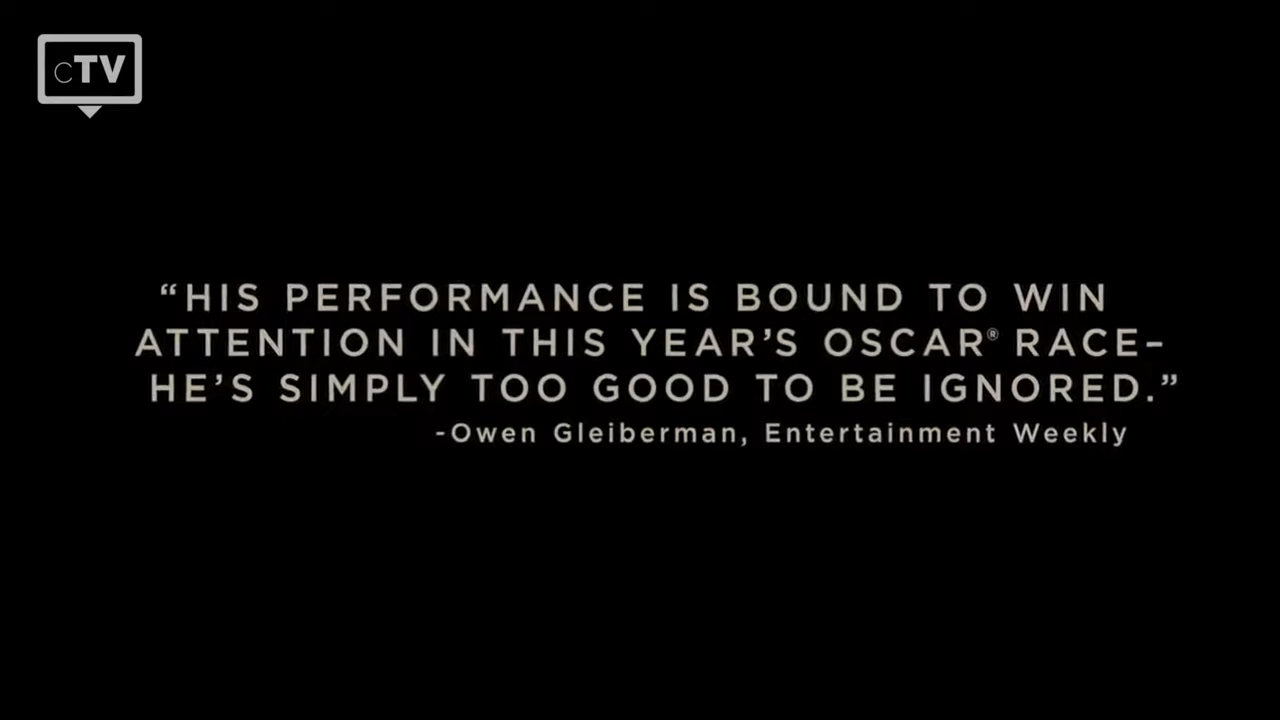 cTV
“HIS PERFORMANCE IS BOUND TO WIN
ATTENTION IN THIS YEAR’S OSCAR® RACE–
HE’S SIMPLY TOO GOOD TO BE IGNORED.”
-Owen Gleiberman, Entertainment Weekly